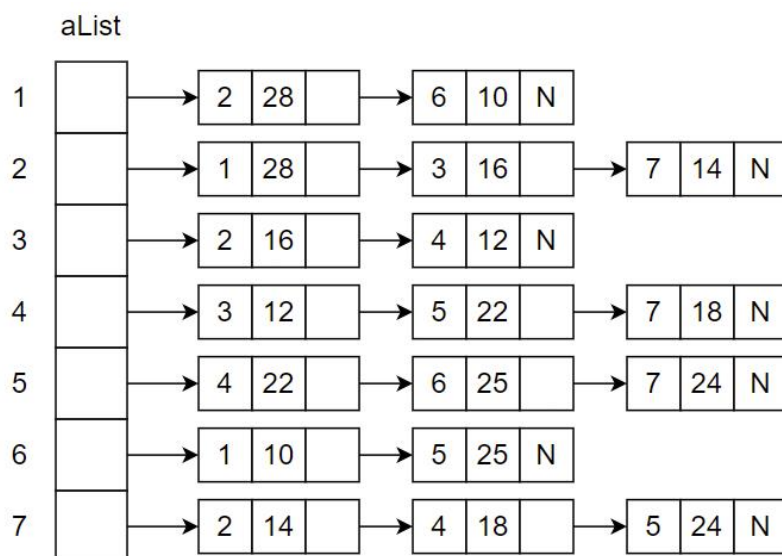 aList
1 2 28 6 10 N
2 1 28 3 16 7 14 N
3 2 16 4 12 N
4 3 12 5 22 7 18 N
5 4 22 6 25 7 24 N
6 1 10 5 25 N
7 2 14 4 18 5 24 N